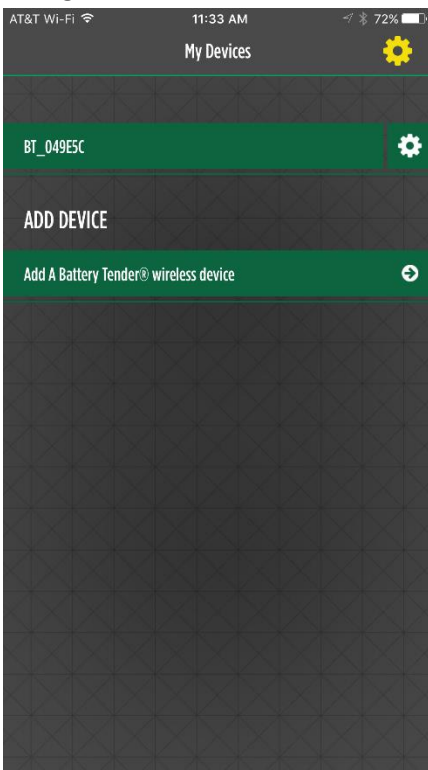 AT&T Wi-Fi 11:33 AM 72%
My Devices
BT_049E5C
ADD DEVICE
Add A Battery Tender® wireless device